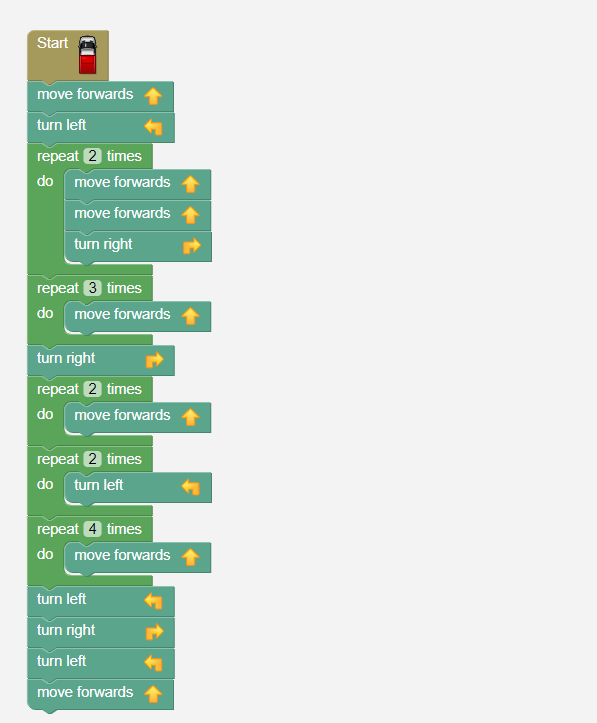 Start
move forwards
turn left
repeat 2 times
do move forwards
move forwards
turn right
repeat 3 times
do move forwards
turn right
repeat 2 times
do move forwards
repeat 2 times
do turn left
repeat 4 times
do move forwards
turn left
turn right
turn left
move forwards